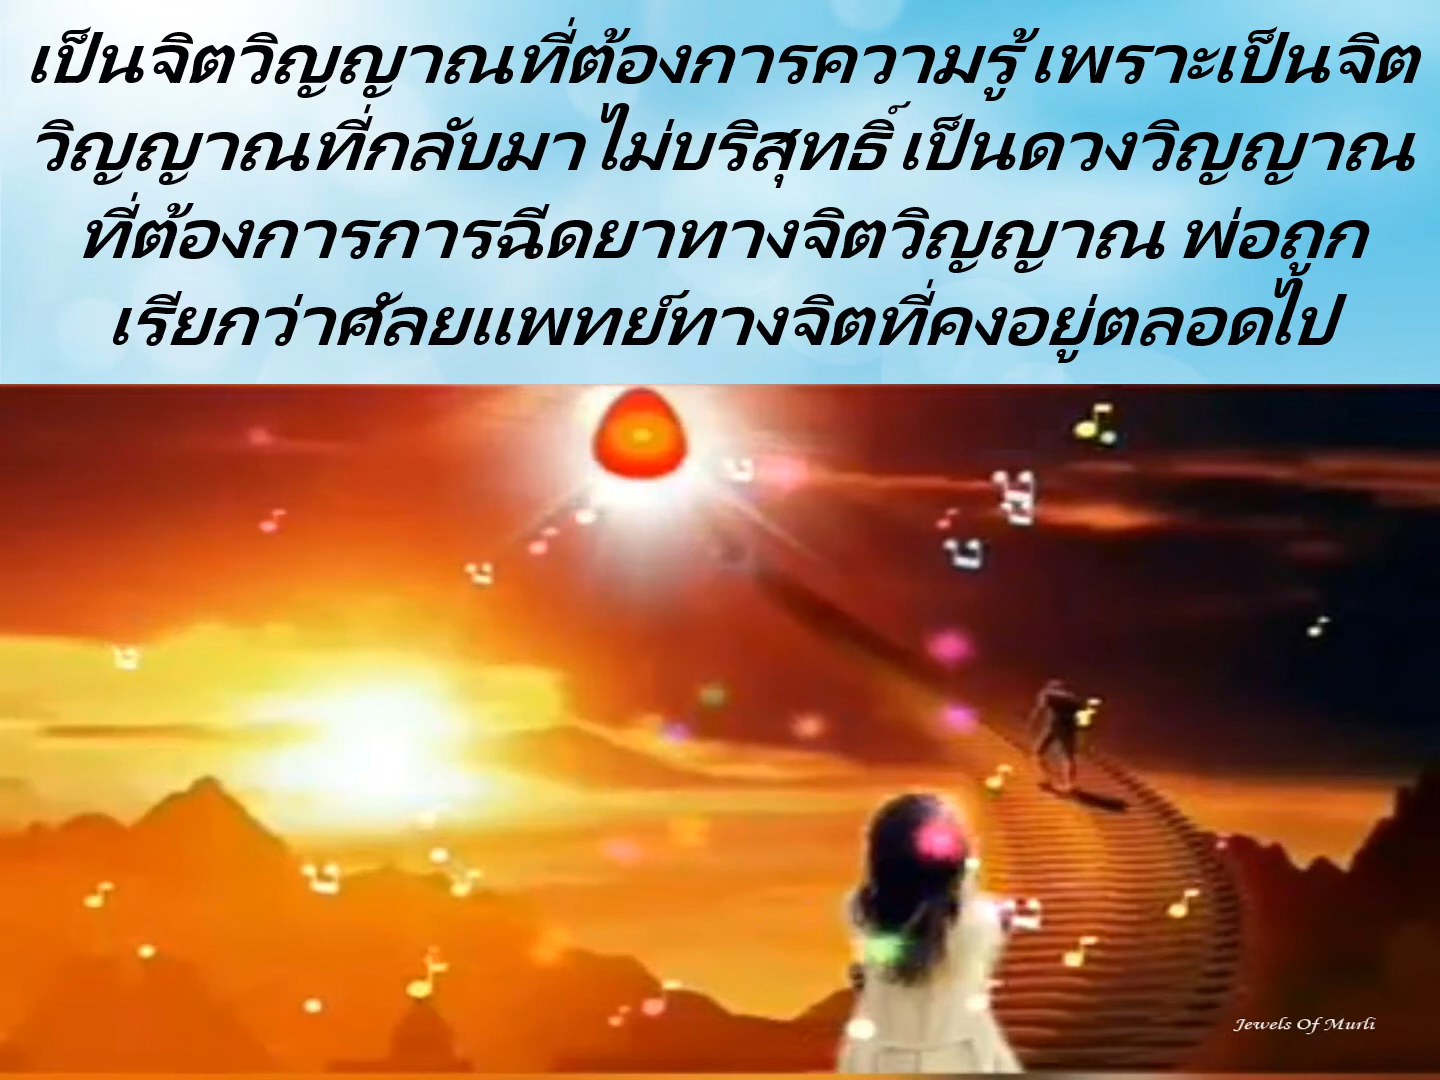 เป็นจิตวิญญาณที่ต้องการความรู้ เพราะเป็นจิต
วิญญาณที่กลับมา ไม่บริสุทธิ์ เป็นดวงวิญญาณ
ที่ต้องการการฉีดยาทางจิตวิญญาณ พ่อถูก
เรียกว่าศัลยแพทย์ทางจิตที่คงอยู่ตลอดไป
Jewels Of Murli